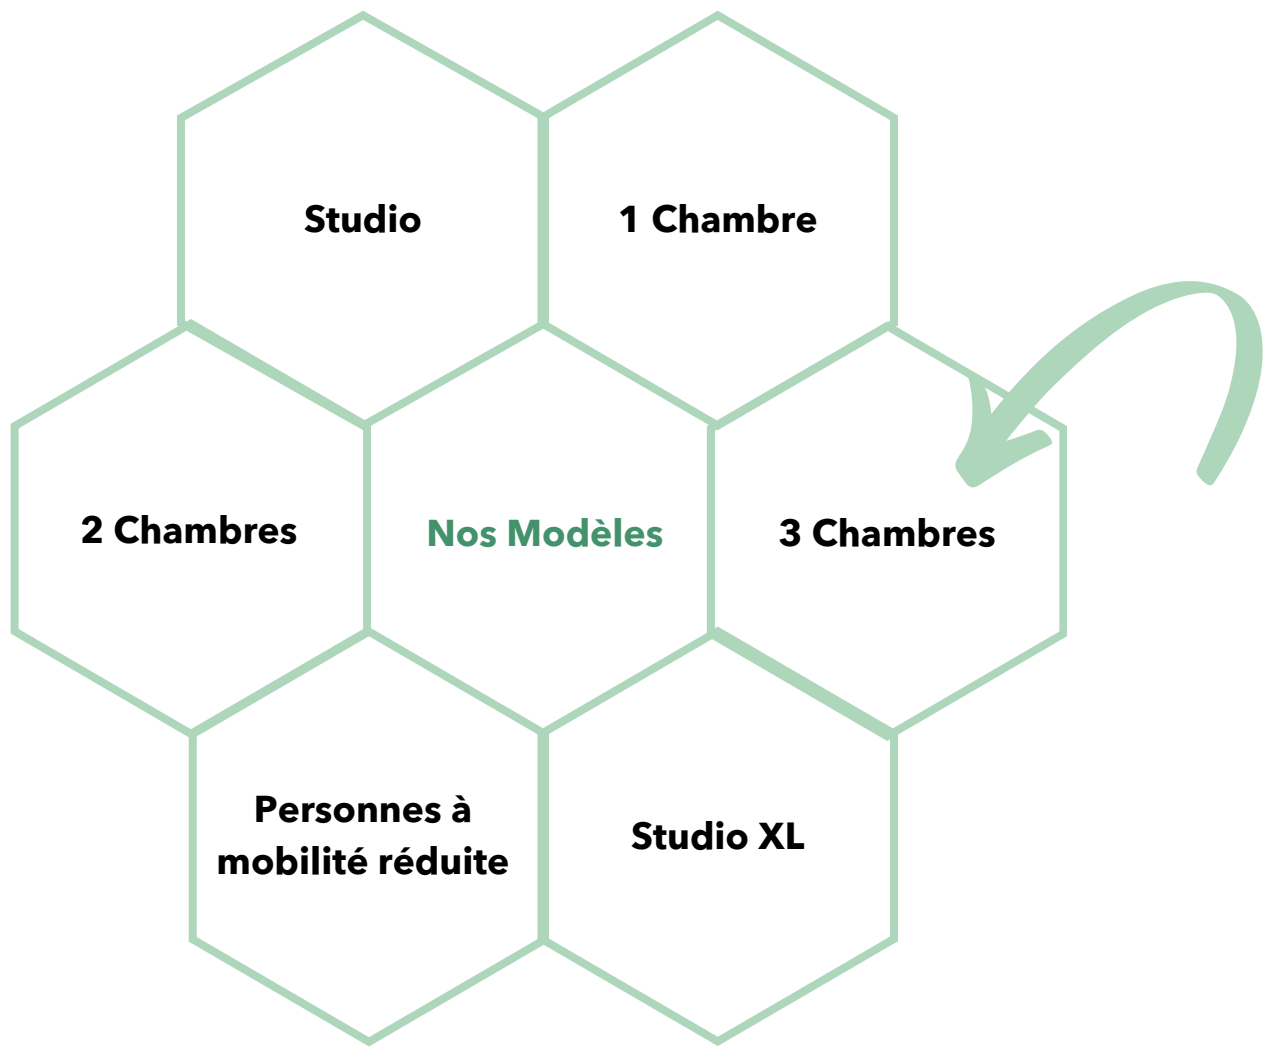 Studio
1 Chambre
2 Chambres
Nos Modèles
3 Chambres
Personnes à
mobilité réduite
Studio XL